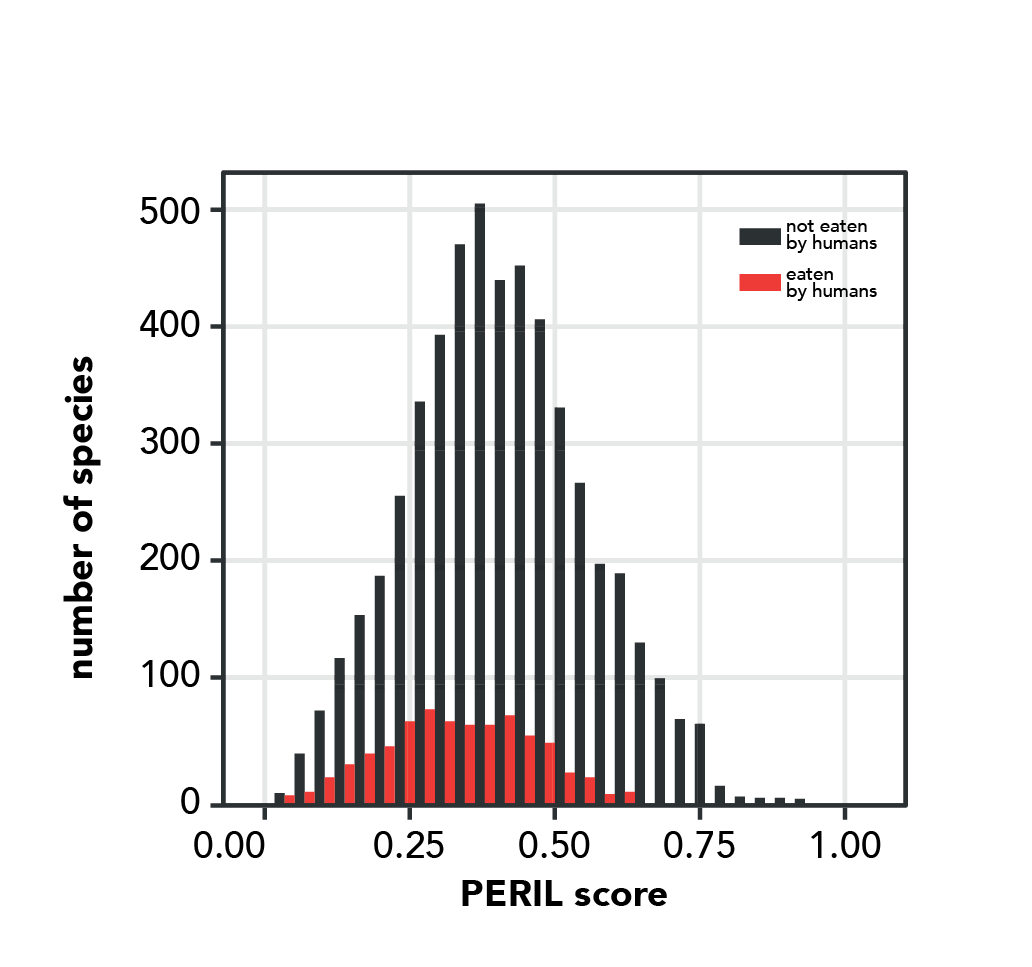 500
400
300
200
100
0
number of species
not eaten
by humans
eaten
by humans
0.00 0.25 0.50 0.75 1.00
PERIL score